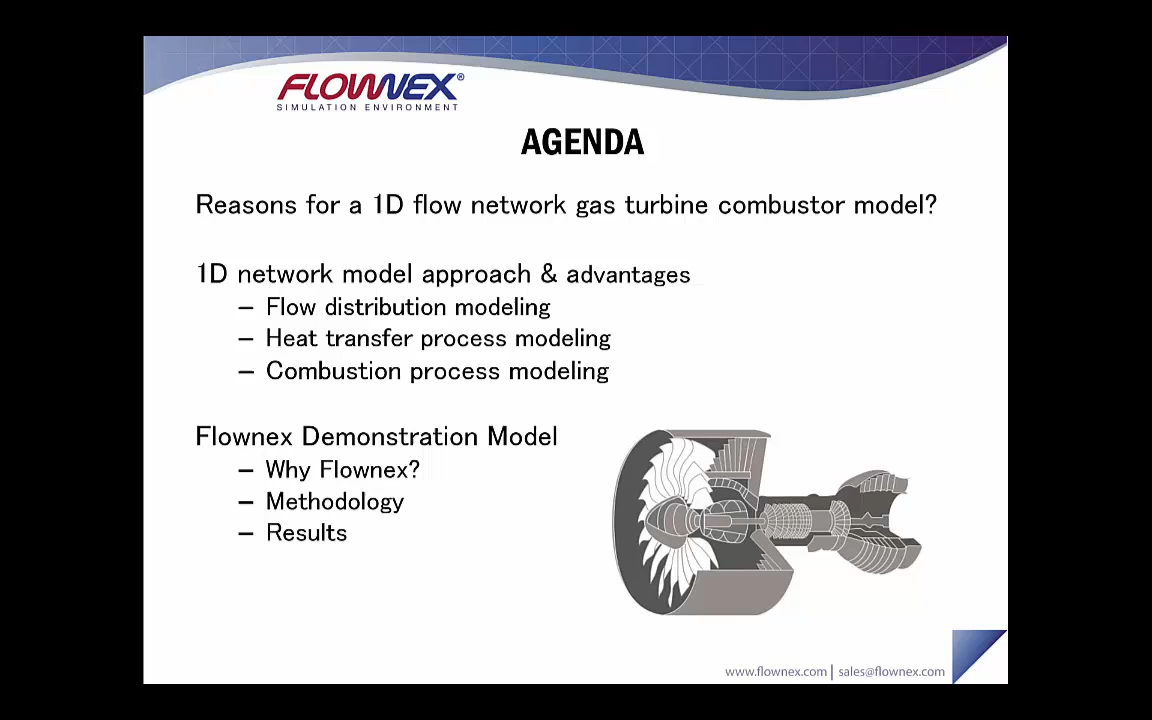 FLOWNEX®
SIMULATION ENVIRONMENT
AGENDA
Reasons for a 1D flow network gas turbine combustor model?
1D network model approach & advantages
– Flow distribution modeling
– Heat transfer process modeling
– Combustion process modeling
Flownex Demonstration Model
– Why Flownex?
– Methodology
– Results
www.flownex.com | sales@flownex.com